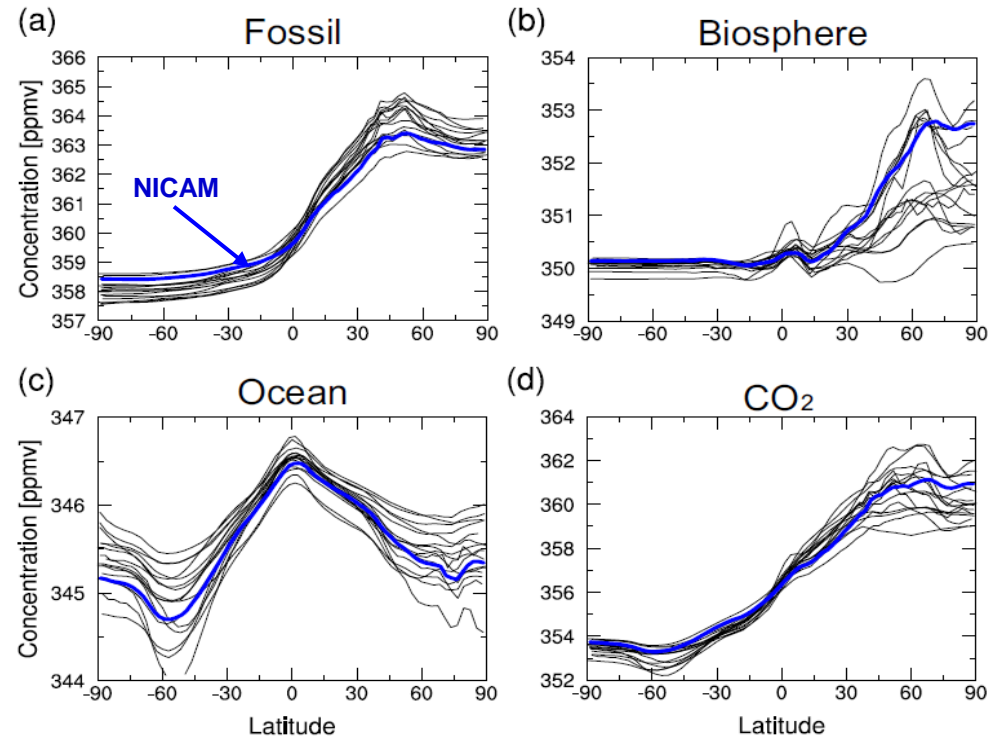 (a) Fossil
Concentration [ppmv]
366
365
364
363
362
361
360
359
358
357
NICAM
-90 -60 -30 0 30 60 90
(b) Biosphere
354
353
352
351
350
349
-90 -60 -30 0 30 60 90
(c) Ocean
Concentration [ppmv]
347
346
345
344
-90 -60 -30 0 30 60 90
Latitude
(d) CO2
364
362
360
358
356
354
352
-90 -60 -30 0 30 60 90
Latitude